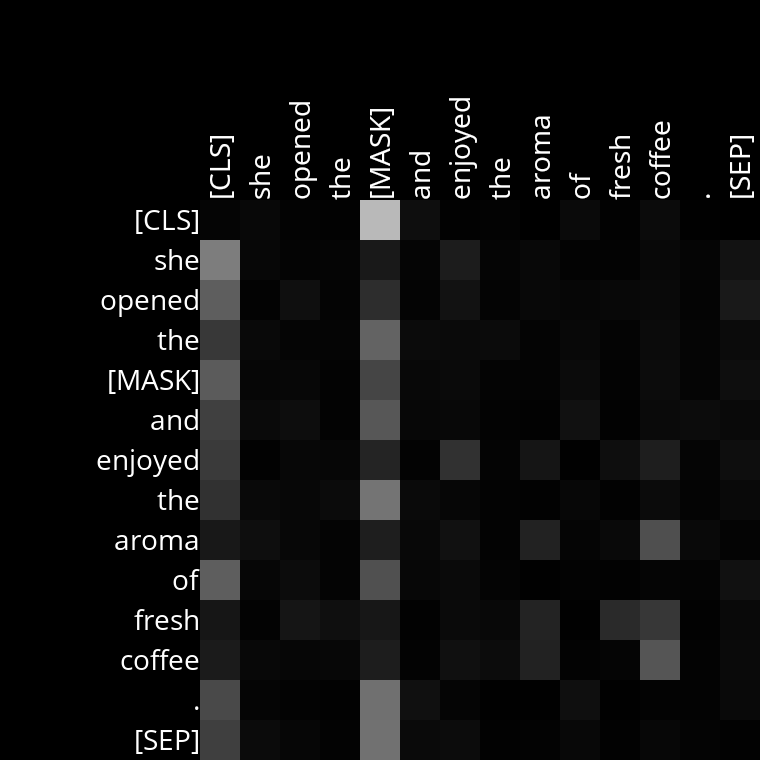 [CLS] she opened the [MASK] and enjoyed the aroma of fresh coffee . [SEP]
[CLS]
she
opened
the
[MASK]
and
enjoyed
the
aroma
of
fresh
coffee
.
[SEP]